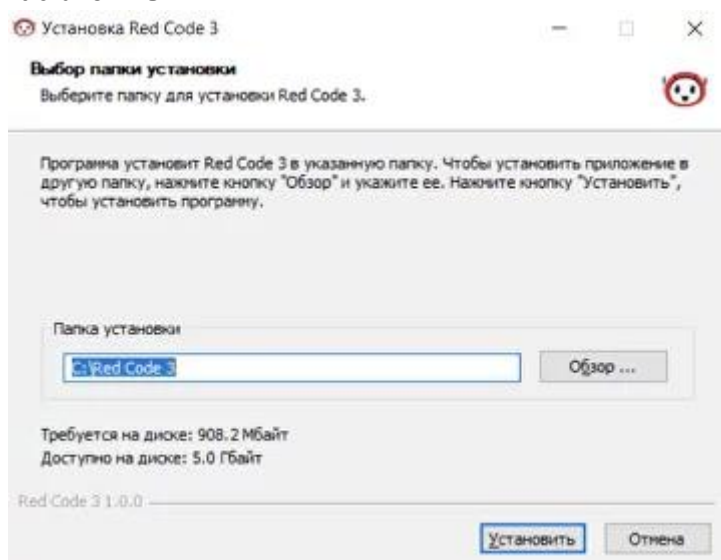 Установка Red Code 3
Выбор папки установки
Выберите папку для установки Red Code 3.
Программа установит Red Code 3 в указанную папку. Чтобы установить приложение в
другую папку, нажмите кнопку "Обзор" и укажите ее. Нажмите кнопку "Установить",
чтобы установить программу.
Папка установки
C:\Red Code 3
Обзор ...
Требуется на диске: 908.2 Мбайт
Доступно на диске: 5.0 Гбайт
Red Code 3 1.0.0
Установить
Отмена